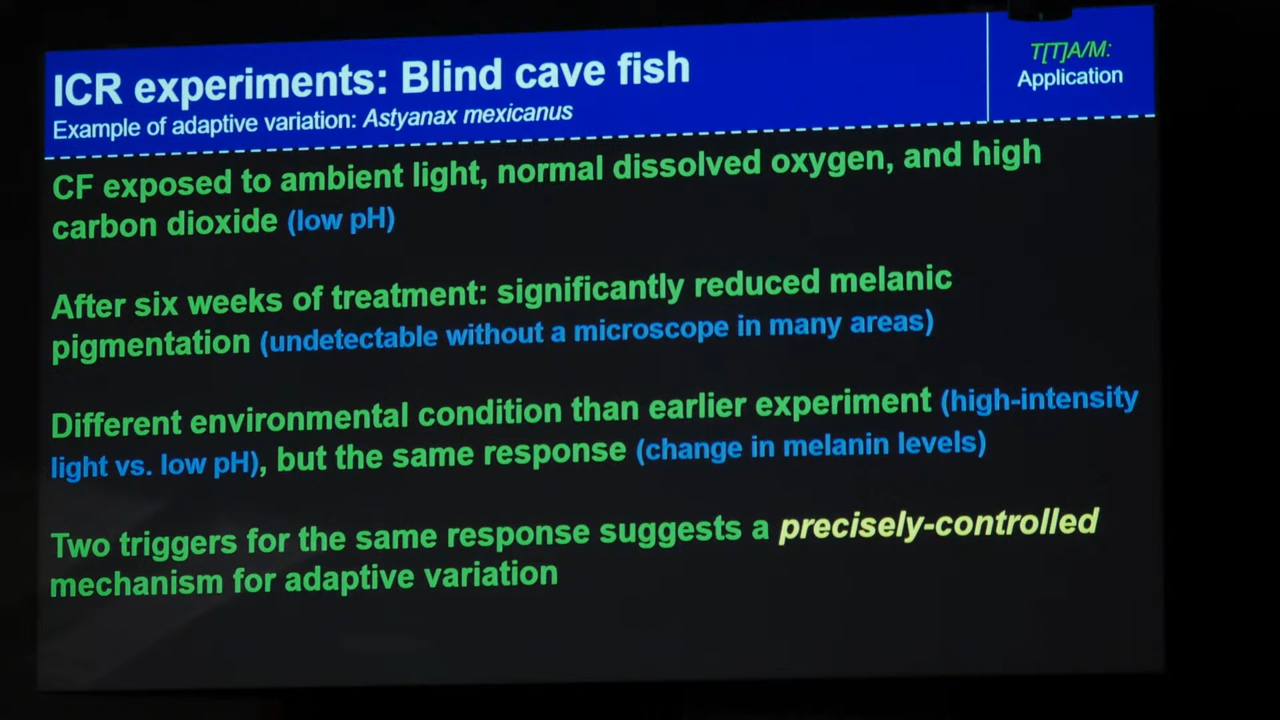 ICR experiments: Blind cave fish
Example of adaptive variation: Astyanax mexicanus
T[T]A/M:
Application
CF exposed to ambient light, normal dissolved oxygen, and high
carbon dioxide (low pH)
After six weeks of treatment: significantly reduced melanic
pigmentation (undetectable without a microscope in many areas)
Different environmental condition than earlier experiment (high-intensity
light vs. low pH), but the same response (change in melanin levels)
Two triggers for the same response suggests a precisely-controlled
mechanism for adaptive variation